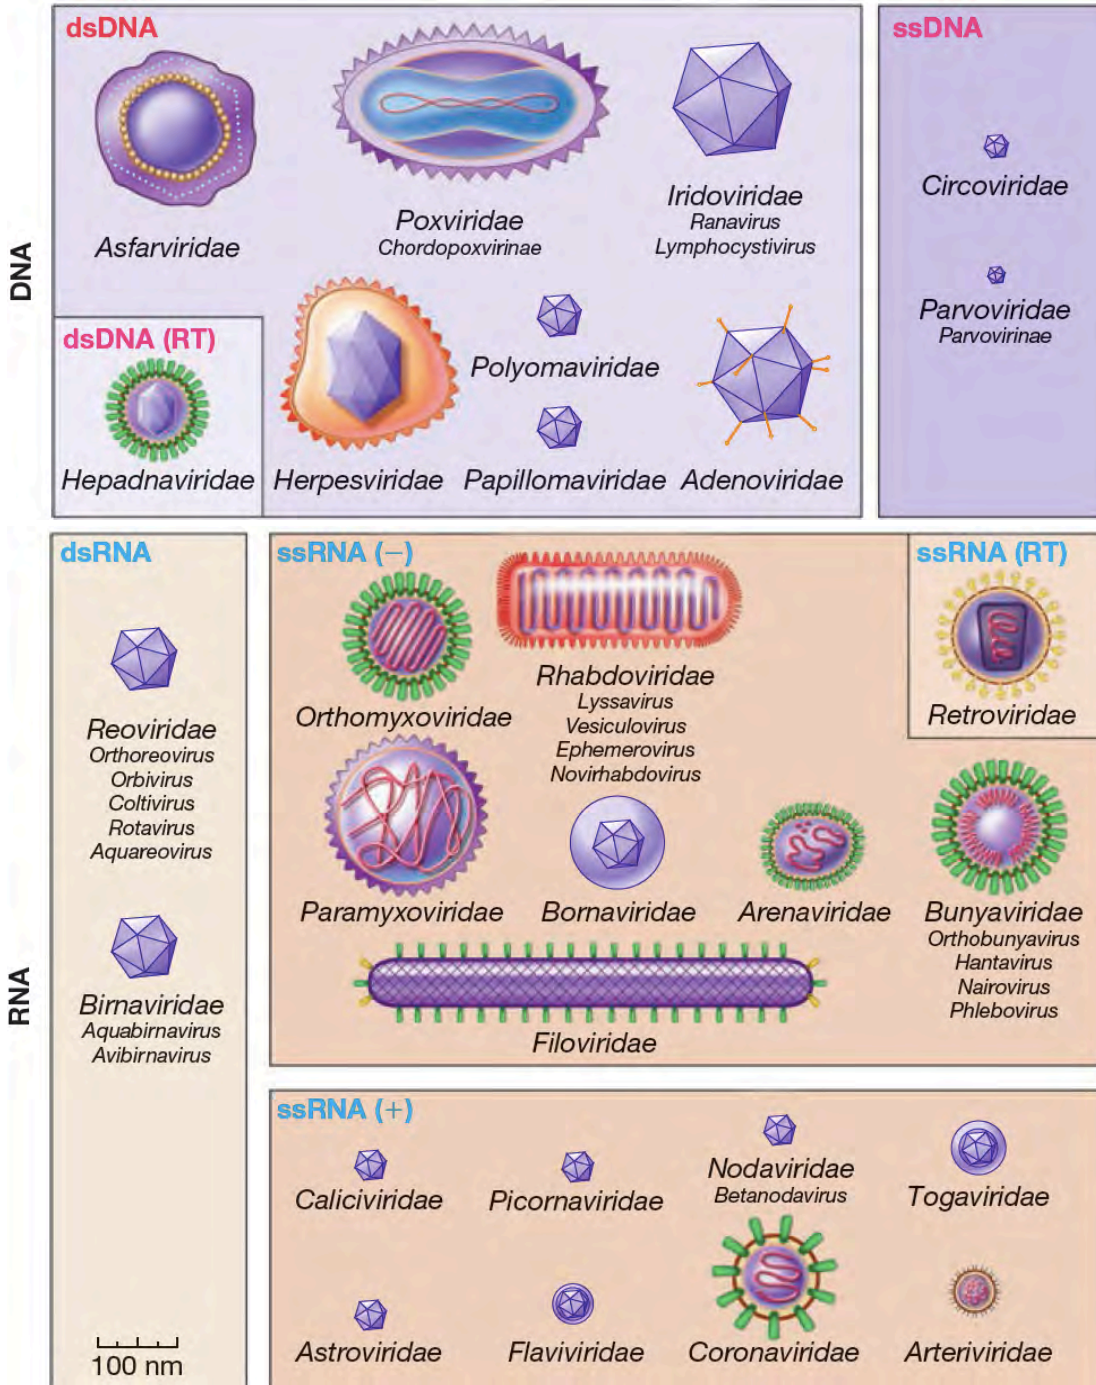 dsDNA
ssDNA
Asfarviridae
Poxviridae
Chordopoxvirinae
Iridoviridae
Ranavirus
Lymphocystivirus
Circoviridae
Parvoviridae
Parvovirinae
DNA
dsDNA (RT)
Hepadnaviridae
Herpesviridae
Polyomaviridae
Papillomaviridae
Adenoviridae
dsRNA
Reoviridae
Orthoreovirus
Orbivirus
Coltivirus
Rotavirus
Aquareovirus
Birnaviridae
Aquabirnavirus
Avibirnavirus
RNA
100 nm
ssRNA (−)
Orthomyxoviridae
Rhabdoviridae
Lyssavirus
Vesiculovirus
Ephemerovirus
Novirhabdovirus
ssRNA (RT)
Retroviridae
Paramyxoviridae
Bornaviridae
Arenaviridae
Bunyaviridae
Orthobunyavirus
Hantavirus
Nairovirus
Phlebovirus
Filoviridae
ssRNA (+)
Caliciviridae
Picornaviridae
Nodaviridae
Betanodavirus
Togaviridae
Astroviridae
Flaviviridae
Coronaviridae
Arteriviridae